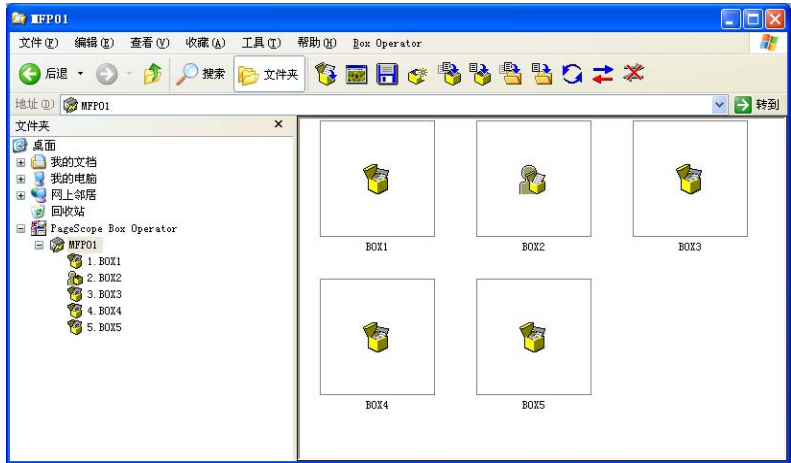 MFP01
文件(F) 编辑(E) 查看(V) 收藏(A) 工具(T) 帮助(H) Box Operator
后退 搜索 文件夹
地址(D) MFP01 转到
文件夹
桌面
我的文档
我的电脑
网上邻居
回收站
PageScope Box Operator
MFP01
1.BOX1
2.BOX2
3.BOX3
4.BOX4
5.BOX5
BOX1 BOX2 BOX3
BOX4 BOX5